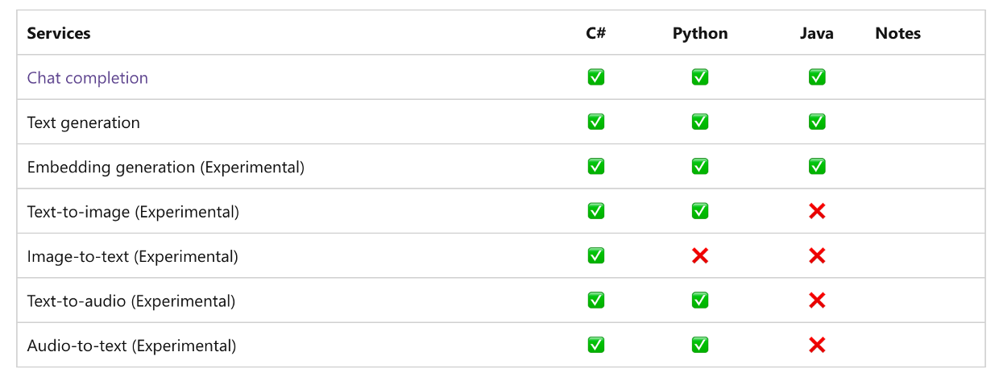 Services C# Python Java Notes
Chat completion ✅ ✅ ✅
Text generation ✅ ✅ ✅
Embedding generation (Experimental) ✅ ✅ ✅
Text-to-image (Experimental) ✅ ✅ ❌
Image-to-text (Experimental) ✅ ❌ ❌
Text-to-audio (Experimental) ✅ ✅ ❌
Audio-to-text (Experimental) ✅ ✅ ❌